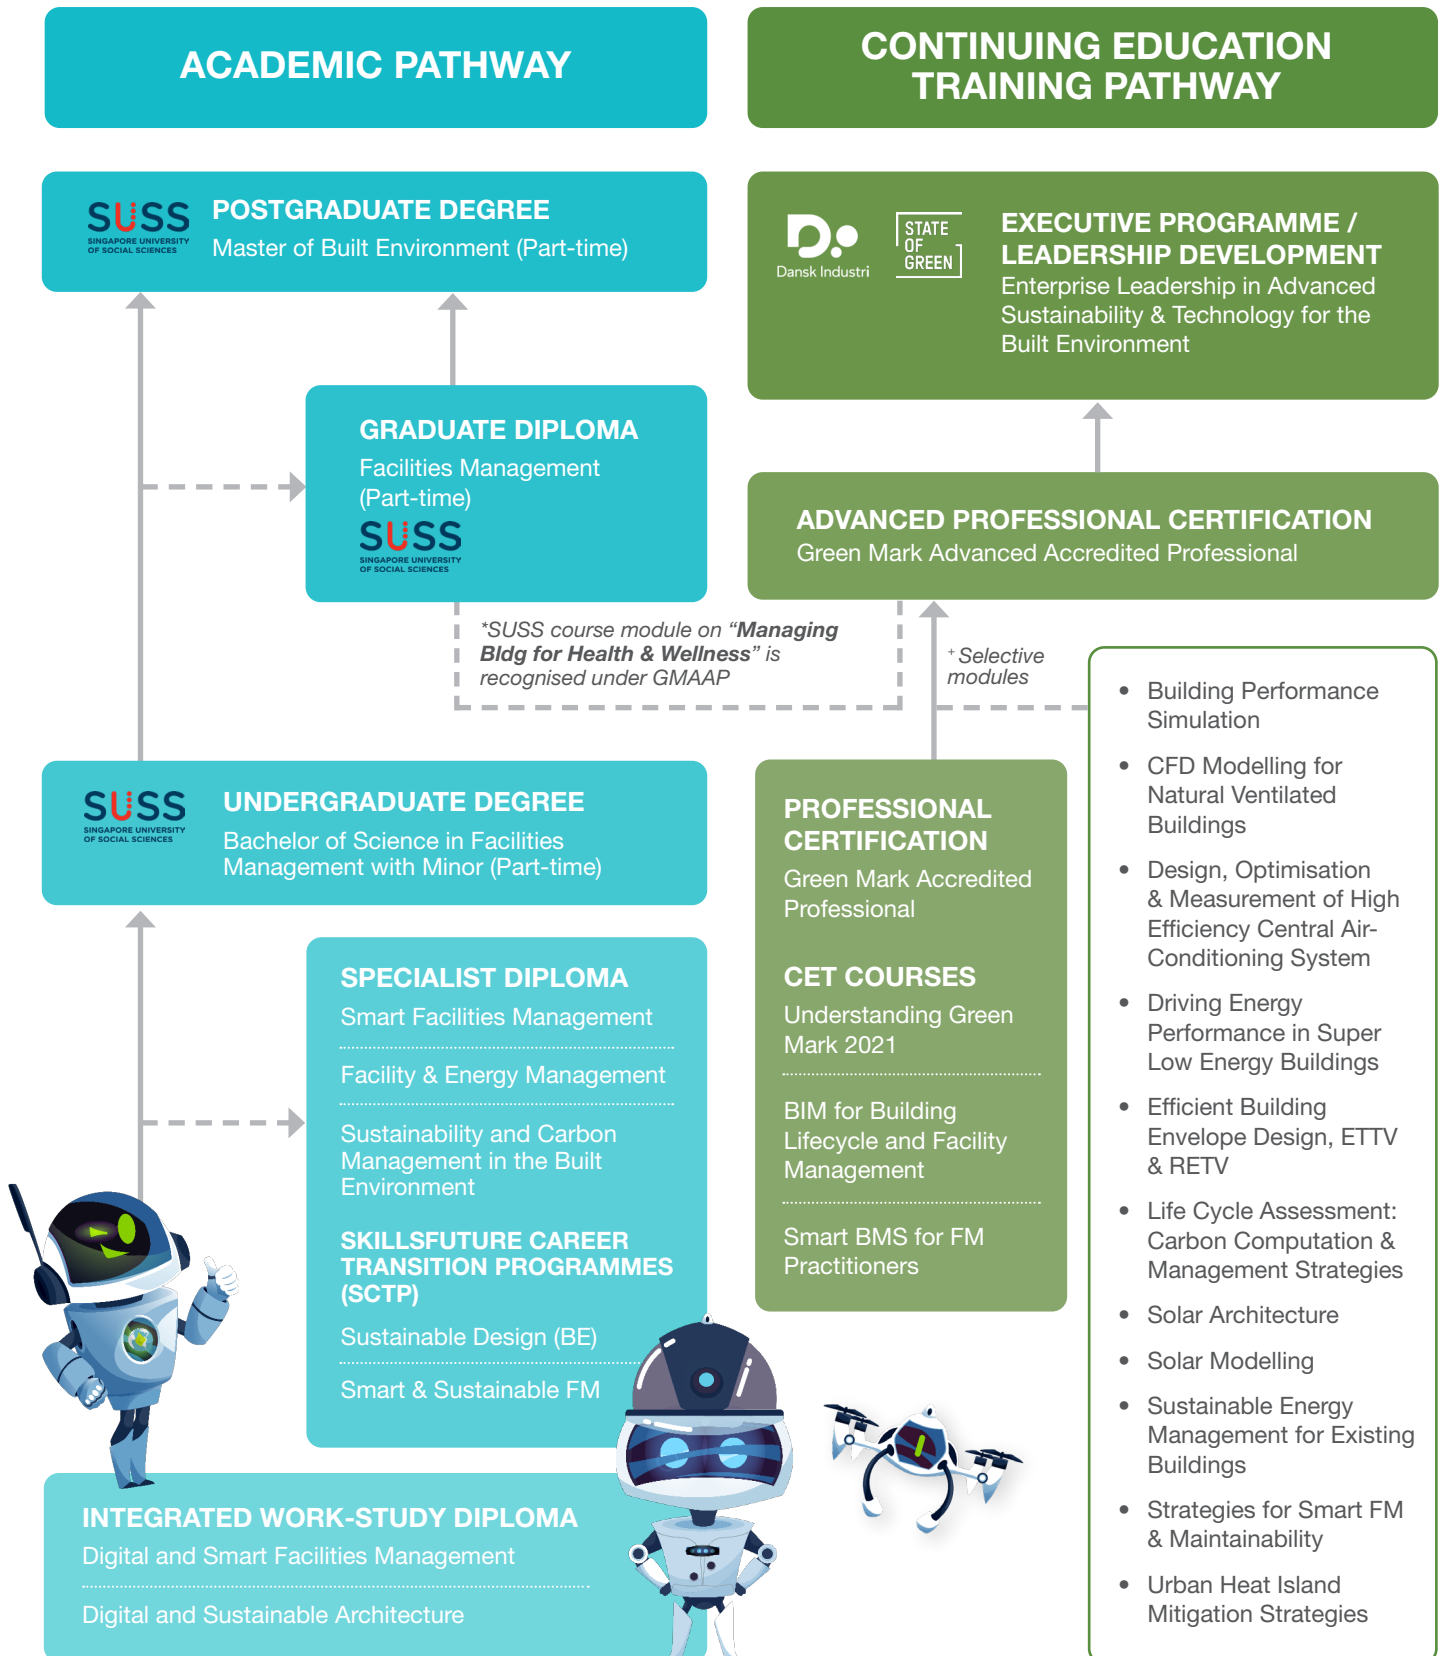 ACADEMIC PATHWAY
SUSS
SINGAPORE UNIVERSITY
OF SOCIAL SCIENCES
POSTGRADUATE DEGREE
Master of Built Environment (Part-time)
GRADUATE DIPLOMA
Facilities Management
(Part-time)
SUSS
SINGAPORE UNIVERSITY
OF SOCIAL SCIENCES
*SUSS course module on “Managing
Bldg for Health & Wellness” is
recognised under GMAAP
SUSS
SINGAPORE UNIVERSITY
OF SOCIAL SCIENCES
UNDERGRADUATE DEGREE
Bachelor of Science in Facilities
Management with Minor (Part-time)
SPECIALIST DIPLOMA
Smart Facilities Management
Facility & Energy Management
Sustainability and Carbon
Management in the Built
Environment
SKILLSFUTURE CAREER
TRANSITION PROGRAMMES
(SCTP)
Sustainable Design (BE)
Smart & Sustainable FM
INTEGRATED WORK-STUDY DIPLOMA
Digital and Smart Facilities Management
Digital and Sustainable Architecture
CONTINUING EDUCATION
TRAINING PATHWAY
D
Dansk Industri
STATE
OF
GREEN
EXECUTIVE PROGRAMME /
LEADERSHIP DEVELOPMENT
Enterprise Leadership in Advanced
Sustainability & Technology for the
Built Environment
ADVANCED PROFESSIONAL CERTIFICATION
Green Mark Advanced Accredited Professional
+ Selective
modules
PROFESSIONAL
CERTIFICATION
Green Mark Accredited
Professional
CET COURSES
Understanding Green
Mark 2021
BIM for Building
Lifecycle and Facility
Management
Smart BMS for FM
Practitioners
• Building Performance
Simulation
• CFD Modelling for
Natural Ventilated
Buildings
• Design, Optimisation
& Measurement of High
Efficiency Central Air-
Conditioning System
• Driving Energy
Performance in Super
Low Energy Buildings
• Efficient Building
Envelope Design, ETTV
& RETV
• Life Cycle Assessment:
Carbon Computation &
Management Strategies
• Solar Architecture
• Solar Modelling
• Sustainable Energy
Management for Existing
Buildings
• Strategies for Smart FM
& Maintainability
• Urban Heat Island
Mitigation Strategies